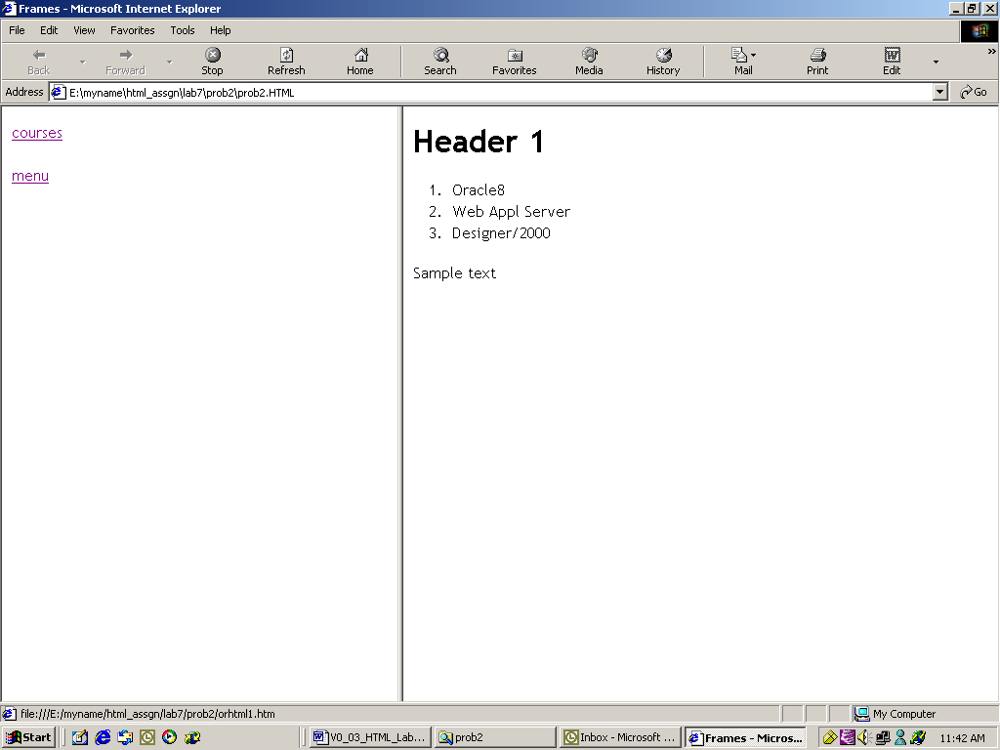 Frames - Microsoft Internet Explorer
File Edit View Favorites Tools Help
Back Forward Stop Refresh Home Search Favorites Media History Mail Print Edit »
Address E:\myname\html_assgn\lab7\prob2\prob2.HTML Go
courses
menu
Header 1
1. Oracle8
2. Web Appl Server
3. Designer/2000
Sample text
file:///E:/myname/html_assgn/lab7/prob2/orhtml1.htm My Computer
Start V0_03_HTML_Lab... prob2 Inbox - Microsoft ... Frames - Micros... 11:42 AM